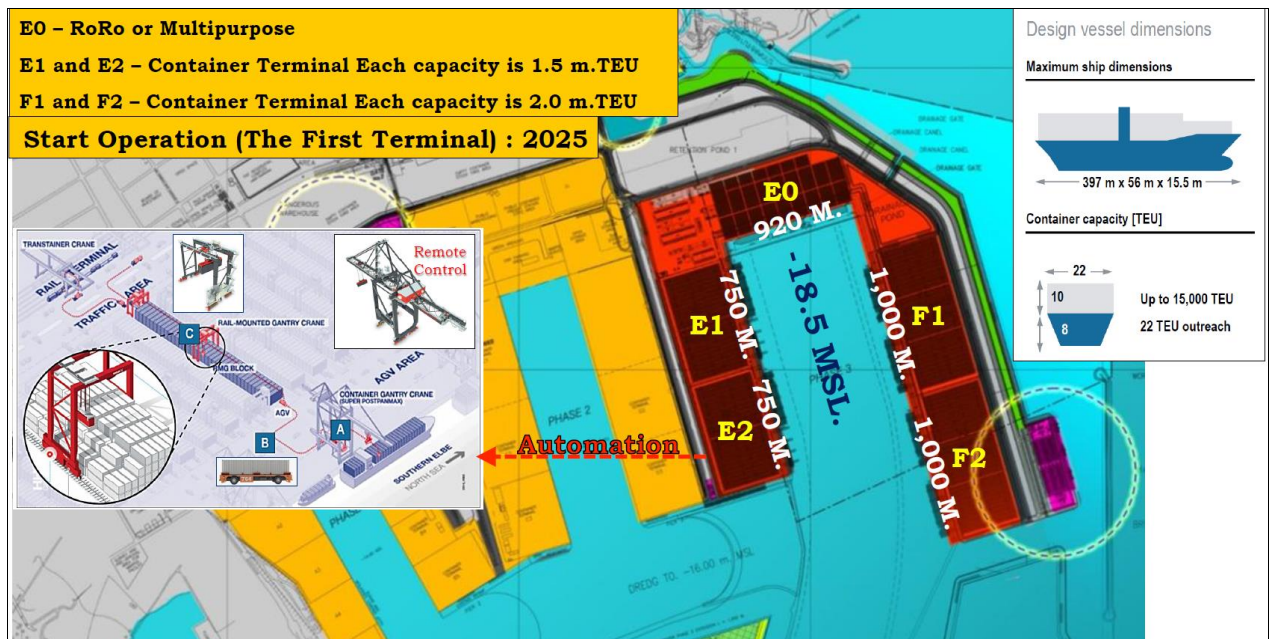 E0 – RoRo or Multipurpose
E1 and E2 – Container Terminal Each capacity is 1.5 m.TEU
F1 and F2 – Container Terminal Each capacity is 2.0 m.TEU
Start Operation (The First Terminal) : 2025
Design vessel dimensions
Maximum ship dimensions
397 m x 56 m x 15.5 m
Container capacity [TEU]
22
10
8
Up to 15,000 TEU
22 TEU outreach
DRAINAGE GATE
DRAINAGE CANEL
DRAINAGE CANEL
DRAINAGE GATE
RETENTION POND 1
E0
920 M.
-18.5 MSL.
E1
750 M.
E2
750 M.
F1
1,000 M.
F2
1,000 M.
PHASE 2
DREDG TO. -16.00 m. MSL
Automation
TRANSTAINER CRANE
RAIL TERMINAL
TRAFFIC AREA
Remote
Control
C
RAIL-MOUNTED GANTRY CRANE
RMG BLOCK
AGV AREA
AGV
CONTAINER GANTRY CRANE
(SUPER POSTPANMAX)
A
B
SOUTHERN ELBE
NORTH SEA